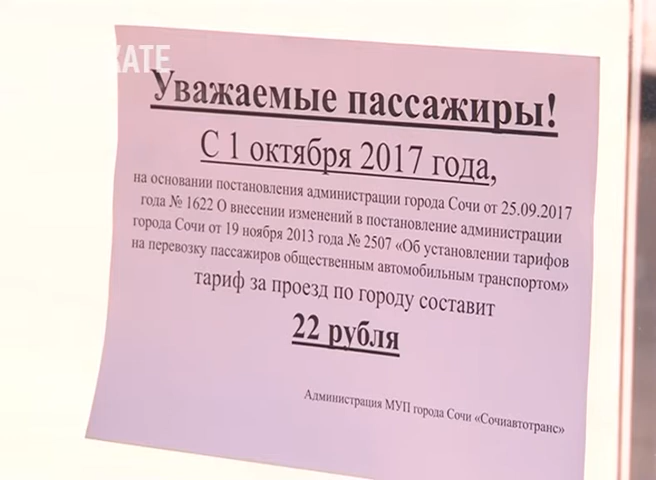 КАТЕ
Уважаемые пассажиры!
С 1 октября 2017 года,
на основании постановления администрации города Сочи от 25.09.2017
года № 1622 О внесении изменений в постановление администрации
города Сочи от 19 ноября 2013 года № 2507 «Об установлении тарифов
на перевозку пассажиров общественным автомобильным транспортом»
тариф за проезд по городу составит
22 рубля
Администрация МУП города Сочи «Сочиавтотранс»